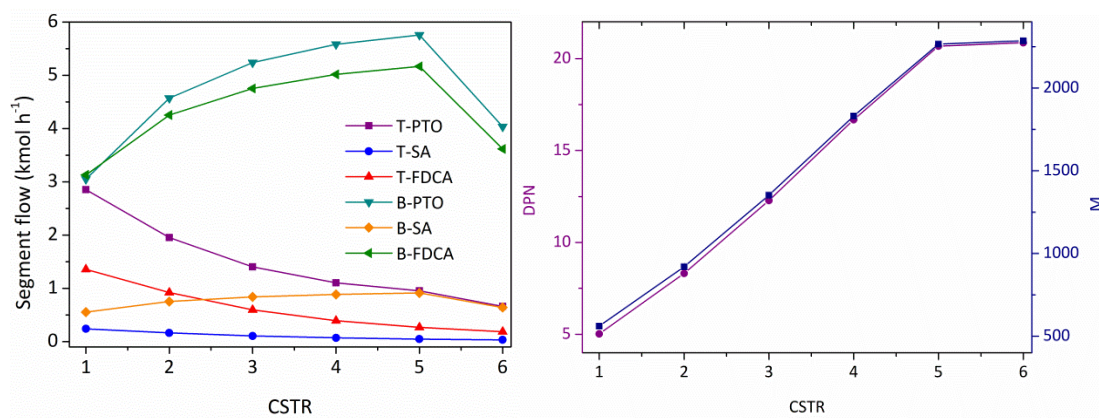 6
5
4
3
2
1
0
Segment flow (kmol h⁻¹)
T-PTO
T-SA
T-FDCA
B-PTO
B-SA
B-FDCA
1 2 3 4 5 6
CSTR
20
15
10
5
DPN
2000
1500
1000
500
M
1 2 3 4 5 6
CSTR